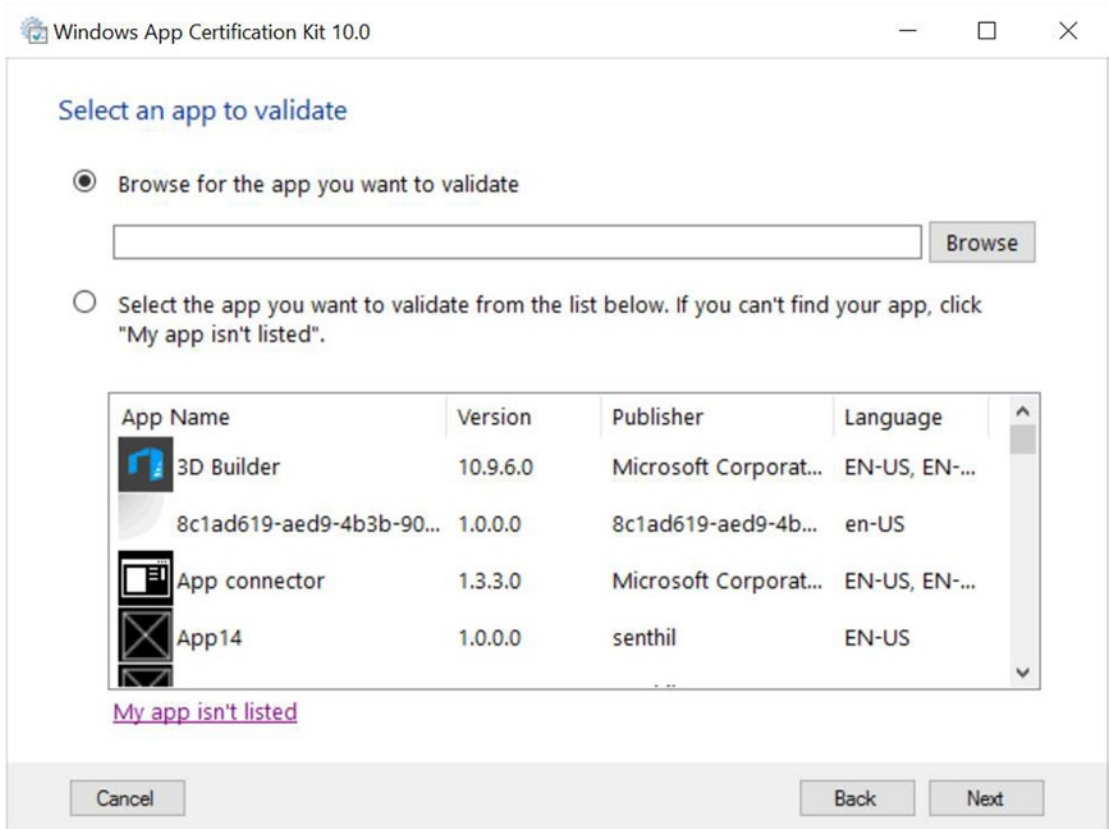 Windows App Certification Kit 10.0
Select an app to validate
Browse for the app you want to validate
Browse
Select the app you want to validate from the list below. If you can't find your app, click
"My app isn't listed".
App Name Version Publisher Language
3D Builder 10.9.6.0 Microsoft Corporat... EN-US, EN-...
8c1ad619-aed9-4b3b-90... 1.0.0.0 8c1ad619-aed9-4b... en-US
App connector 1.3.3.0 Microsoft Corporat... EN-US, EN-...
App14 1.0.0.0 senthil EN-US
My app isn't listed
Cancel Back Next